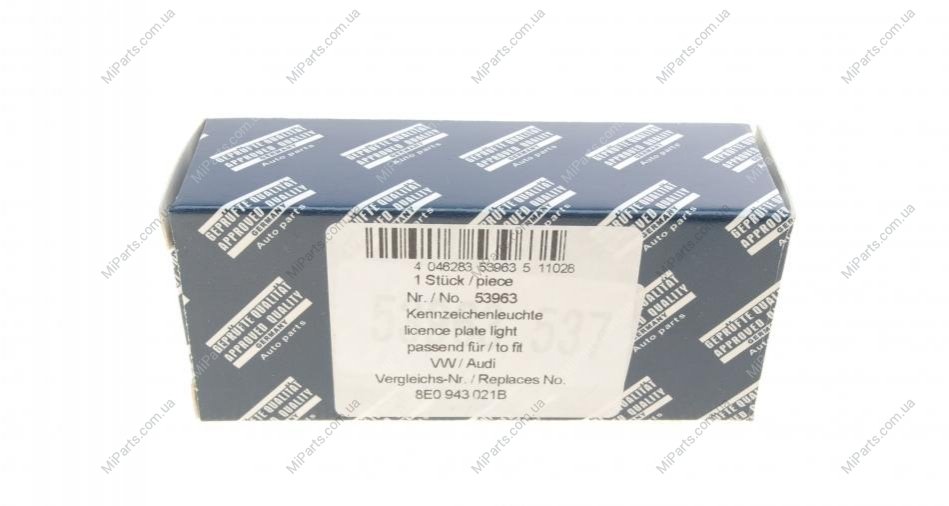 GEPRÜFTE QUALITÄT
APPROVED QUALITY
GERMANY
Auto parts
4 046283 53963 5 11028
1 Stück / piece
Nr. / No. 53963
Kennzeichenleuchte
licence plate light
passend für / to fit
VW / Audi
Vergleichs-Nr. / Replaces No.
8E0 943 021B
MiParts.com.ua